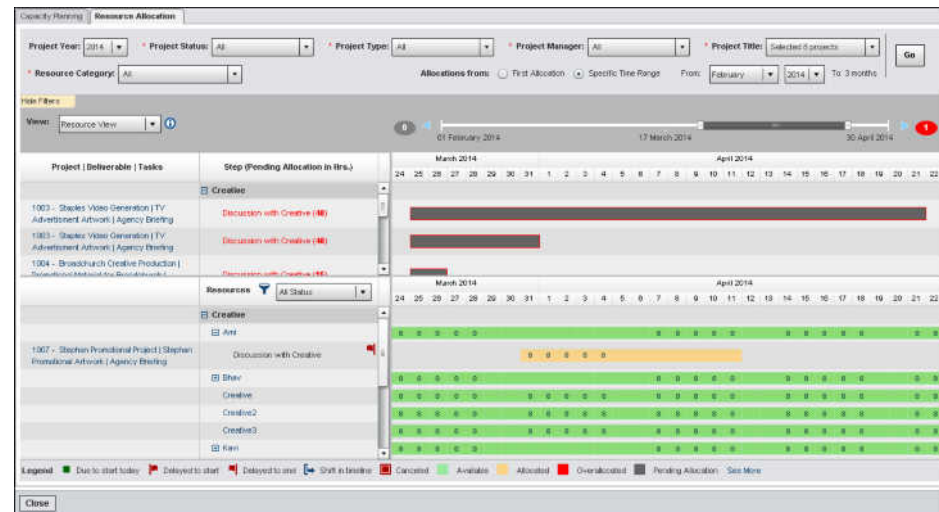 Capacity Planning Resource Allocation
Project Year: 2014 * Project Status: All * Project Type: All * Project Manager: All * Project Title: Selected 6 projects Go
* Resource Category: All Allocations from: First Allocation Specific Time Range From: February 2014 To: 3 months
Hide Filters
View: Resource View
0 01 February 2014 17 March 2014 30 April 2014 1
Project | Deliverable | Tasks Step (Pending Allocation in Hrs.) March 2014 April 2014
24 25 26 27 28 29 30 31 1 2 3 4 5 6 7 8 9 10 11 12 13 14 15 16 17 18 19 20 21 22
Creative
1003 - Staples Video Generation | TV
Advertisment Artwork | Agency Briefing
Discussion with Creative (40)
1003 - Staples Video Generation | TV
Advertisment Artwork | Agency Briefing
Discussion with Creative (40)
1004 - Broadchurch Creative Production |
Resources All Status March 2014 April 2014
24 25 26 27 28 29 30 31 1 2 3 4 5 6 7 8 9 10 11 12 13 14 15 16 17 18 19 20 21 22
Creative
Ami
1007 - Stephan Promotional Project | Stephan
Promotional Artwork | Agency Briefing
Discussion with Creative
Bhav
Creative
Creative2
Creative3
Kavi
Legend Due to start today Delayed to start Delayed to end Shift in timeline Canceled Available Allocated Overallocated Pending Allocation See More
Close